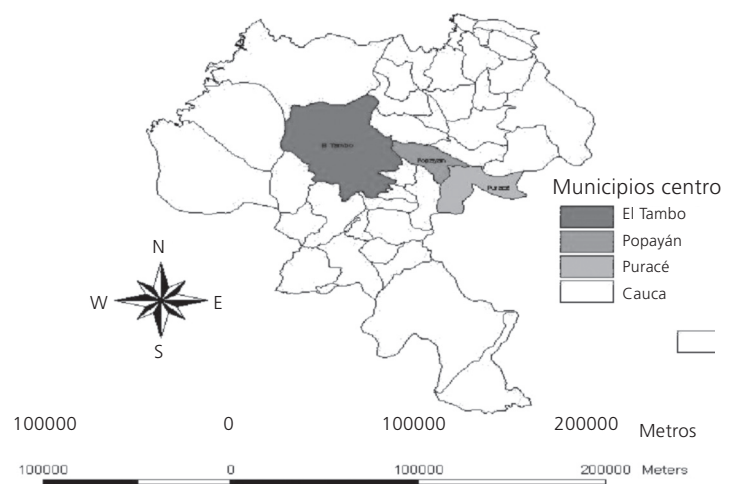 El Tambo
Popayán
Puracé
Municipios centro
El Tambo
Popayán
Puracé
Cauca
N
W E
S
100000 0 100000 200000 Metros
100000 0 100000 200000 Meters